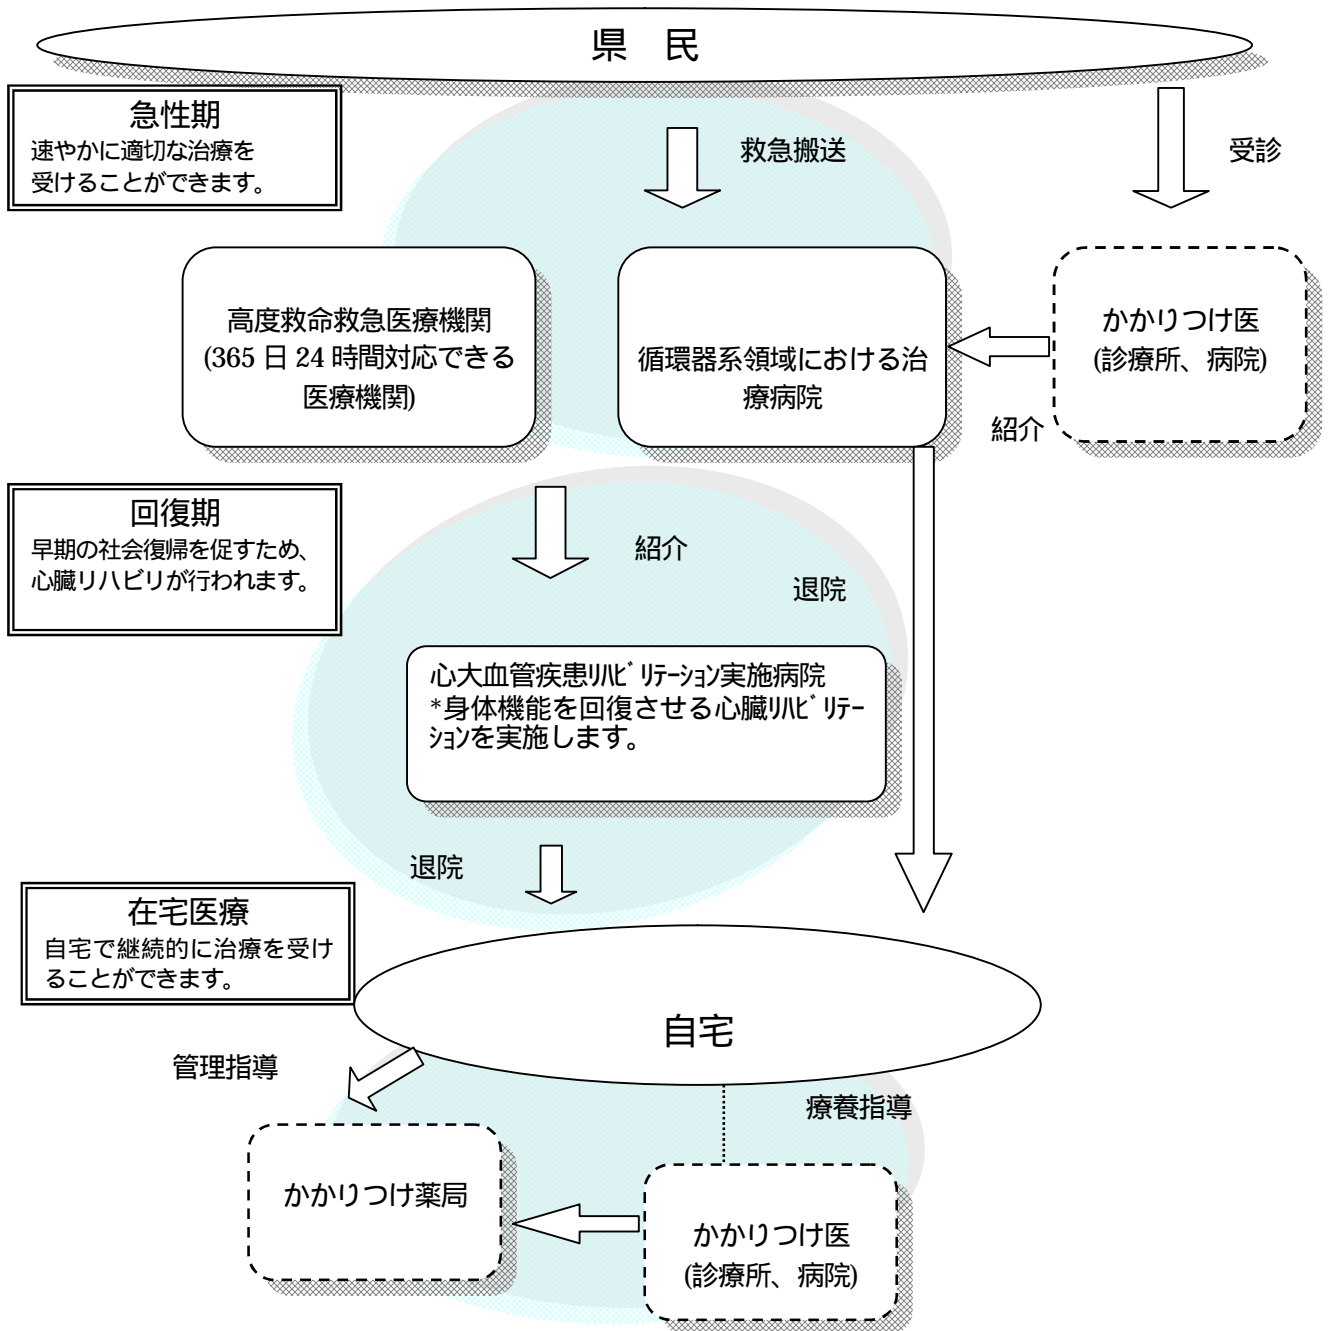 県　民
急性期
速やかに適切な治療を
受けることができます。
救急搬送
受診
高度救命救急医療機関
(365 日 24 時間対応できる
医療機関)
循環器系領域における治
療病院
かかりつけ医
(診療所、病院)
紹介
回復期
早期の社会復帰を促すため、
心臓リハビリが行われます。
紹介
退院
心大血管疾患ﾘﾊﾋﾞﾘﾃｰｼｮﾝ実施病院
*身体機能を回復させる心臓ﾘﾊﾋﾞﾘﾃｰ
ｼｮﾝを実施します。
退院
在宅医療
自宅で継続的に治療を受け
ることができます。
自宅
管理指導
療養指導
かかりつけ薬局
かかりつけ医
(診療所、病院)